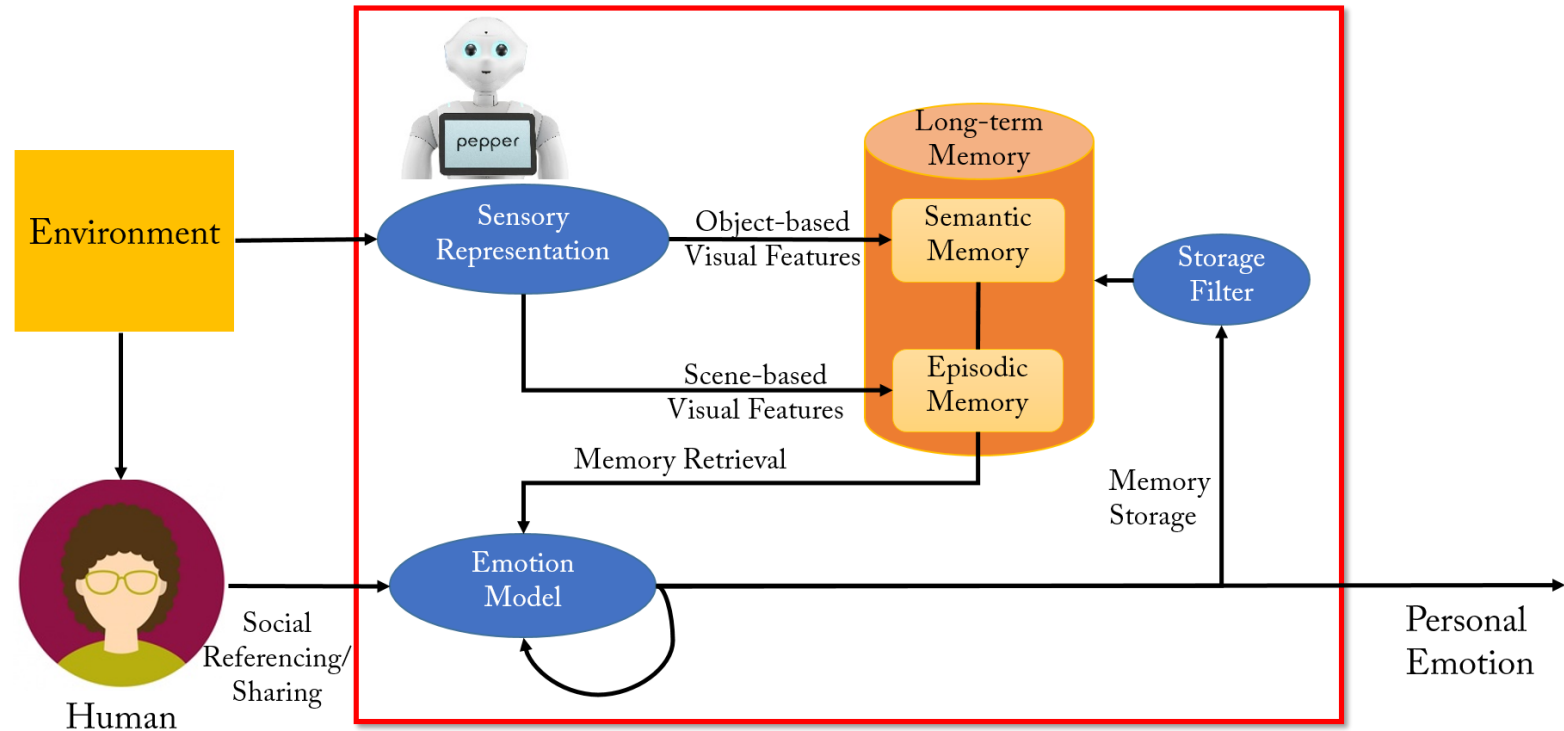 pepper
Long-term
Memory
Environment
Sensory
Representation
Object-based
Visual Features
Semantic
Memory
Storage
Filter
Scene-based
Visual Features
Episodic
Memory
Memory Retrieval
Memory
Storage
Emotion
Model
Social
Referencing/
Sharing
Human
Personal
Emotion